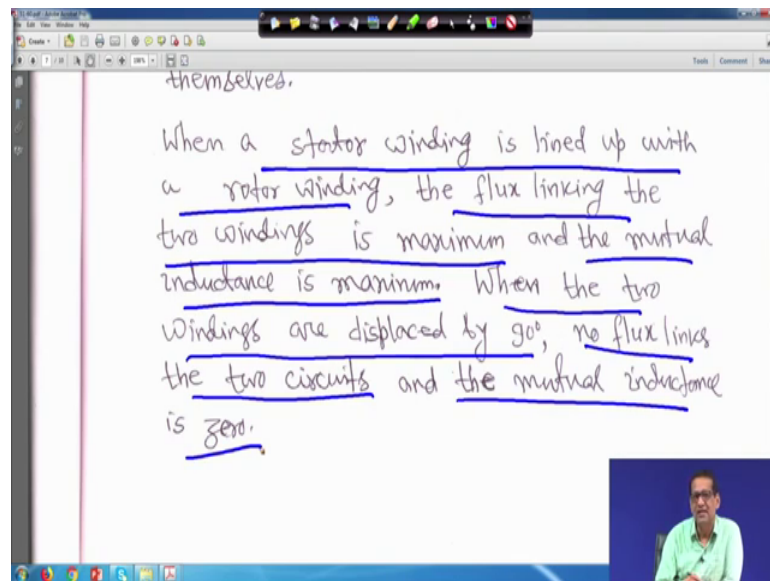 themselves.
When a stator winding is lined up with
a rotor winding, the flux linking the
two windings is maximum and the mutual
inductance is maximum. When the two
windings are displaced by 90°, no flux links
the two circuits and the mutual inductance
is zero.